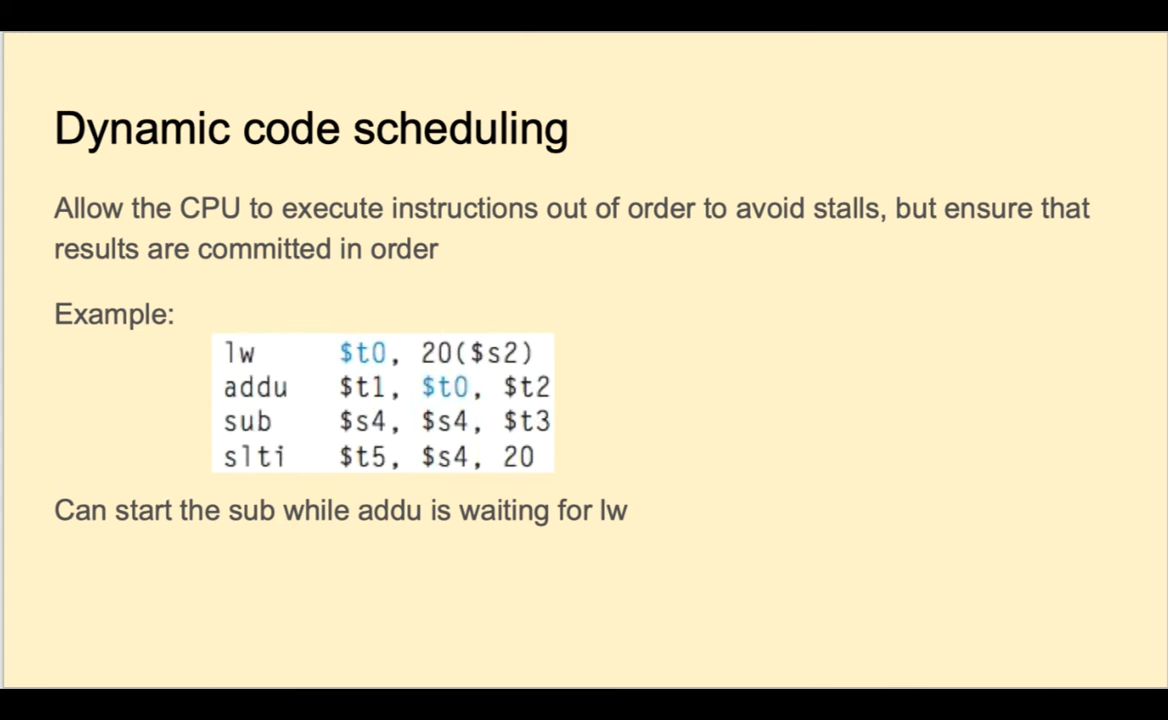 Dynamic code scheduling
Allow the CPU to execute instructions out of order to avoid stalls, but ensure that
results are committed in order
Example:
lw $t0, 20($s2)
addu $t1, $t0, $t2
sub $s4, $s4, $t3
slti $t5, $s4, 20
Can start the sub while addu is waiting for lw